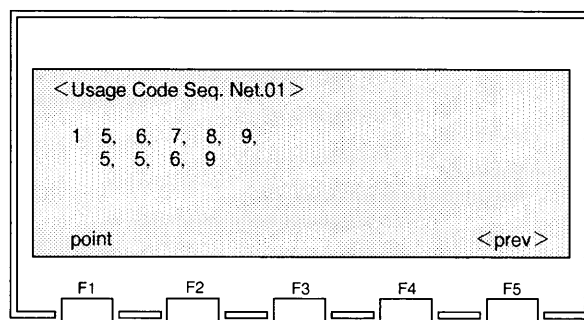 <Usage Code Seq. Net.01>
1 5, 6, 7, 8, 9,
5, 5, 6, 9
point <prev>
F1 F2 F3 F4 F5